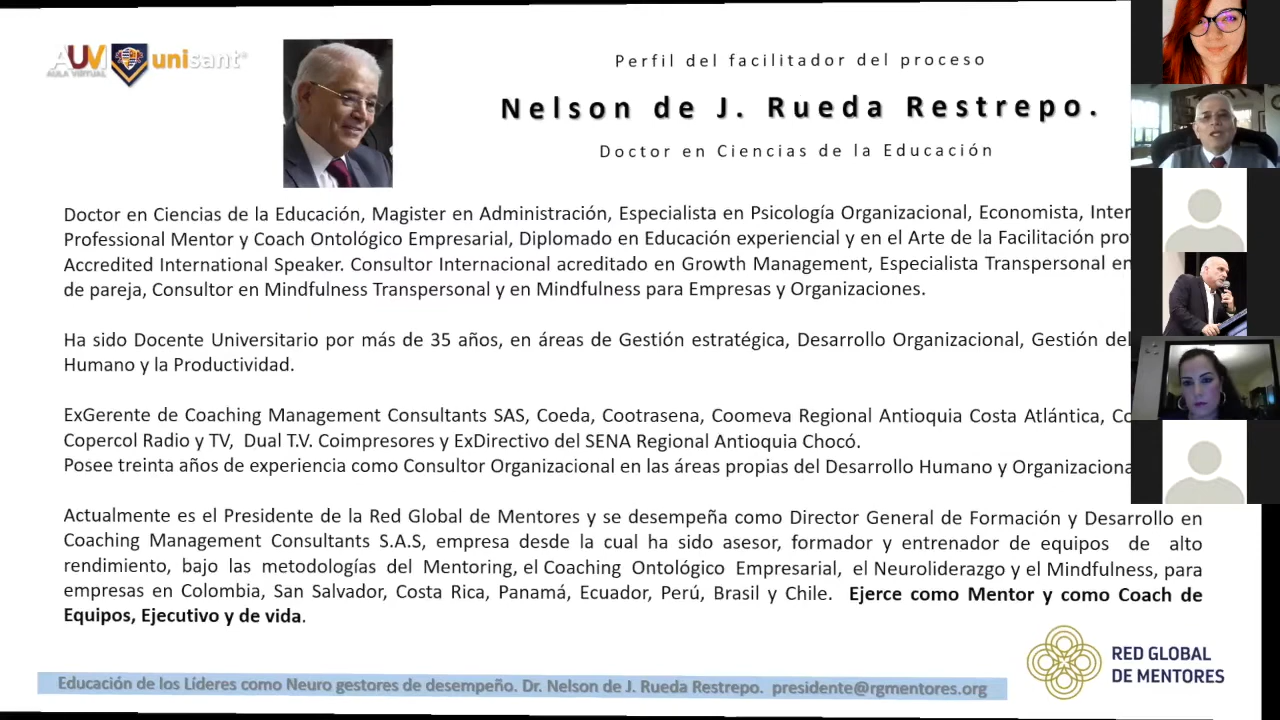 AUVI unisant®
AULA VIRTUAL
Perfil del facilitador del proceso
Nelson de J. Rueda Restrepo.
Doctor en Ciencias de la Educación
Doctor en Ciencias de la Educación, Magister en Administración, Especialista en Psicología Organizacional, Economista, Inter
Professional Mentor y Coach Ontológico Empresarial, Diplomado en Educación experiencial y en el Arte de la Facilitación pro
Accredited International Speaker. Consultor Internacional acreditado en Growth Management, Especialista Transpersonal en
de pareja, Consultor en Mindfulness Transpersonal y en Mindfulness para Empresas y Organizaciones.
Ha sido Docente Universitario por más de 35 años, en áreas de Gestión estratégica, Desarrollo Organizacional, Gestión del
Humano y la Productividad.
ExGerente de Coaching Management Consultants SAS, Coeda, Cootrasena, Coomeva Regional Antioquia Costa Atlántica, Co
Copercol Radio y TV, Dual T.V. Coimpresores y ExDirectivo del SENA Regional Antioquia Chocó.
Posee treinta años de experiencia como Consultor Organizacional en las áreas propias del Desarrollo Humano y Organizaciona
Actualmente es el Presidente de la Red Global de Mentores y se desempeña como Director General de Formación y Desarrollo en
Coaching Management Consultants S.A.S, empresa desde la cual ha sido asesor, formador y entrenador de equipos de alto
rendimiento, bajo las metodologías del Mentoring, el Coaching Ontológico Empresarial, el Neuroliderazgo y el Mindfulness, para
empresas en Colombia, San Salvador, Costa Rica, Panamá, Ecuador, Perú, Brasil y Chile. Ejerce como Mentor y como Coach de
Equipos, Ejecutivo y de vida.
RED GLOBAL
DE MENTORES
Educación de los Líderes como Neuro gestores de desempeño. Dr. Nelson de J. Rueda Restrepo. presidente@rgmentores.org